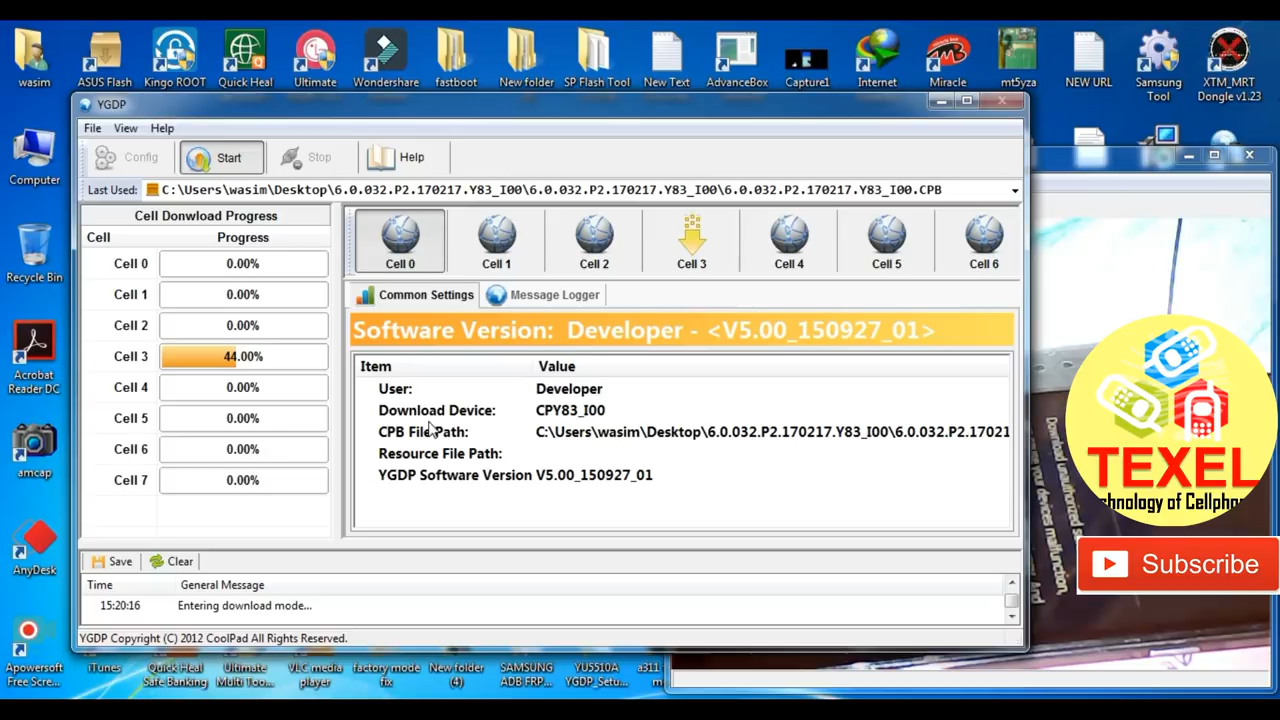 wasim
ASUS Flash
Kingo ROOT
Quick Heal
Ultimate
Wondershare
fastboot
New folder
SP Flash Tool
New Text
AdvanceBox
Capture1
Internet
Miracle
mt5yza
NEW URL
Samsung
Tool
XTM_MRT
Dongle v1.23
Computer
Recycle Bin
Acrobat
Reader DC
amcap
AnyDesk
Apowersoft
Free Scre...
YGDP
File View Help
Config Start Stop Help
Last Used: C:\Users\wasim\Desktop\6.0.032.P2.170217.Y83_I00\6.0.032.P2.170217.Y83_I00\6.0.032.P2.170217.Y83_I00.CPB
Cell Donwload Progress
Cell Progress
Cell 0 0.00%
Cell 1 0.00%
Cell 2 0.00%
Cell 3 44.00%
Cell 4 0.00%
Cell 5 0.00%
Cell 6 0.00%
Cell 7 0.00%
Cell 0 Cell 1 Cell 2 Cell 3 Cell 4 Cell 5 Cell 6
Common Settings Message Logger
Software Version: Developer - <V5.00_150927_01>
Item Value
User: Developer
Download Device: CPY83_I00
CPB File Path: C:\Users\wasim\Desktop\6.0.032.P2.170217.Y83_I00\6.0.032.P2.17021
Resource File Path:
YGDP Software Version V5.00_150927_01
Save Clear
Time General Message
15:20:16 Entering download mode...
YGDP Copyright (C) 2012 CoolPad All Rights Reserved.
iTunes
Quick Heal
Safe Banking
Ultimate
Multi Too...
VLC media
player
factory mode
fix
New folder
(4)
SAMSUNG
ADB FRP...
YU5510A
YGDP_Setu...
a311
m
TEXEL
chnology of Cellph
Subscribe
Download unauthorized s
your devices malfunction.
And